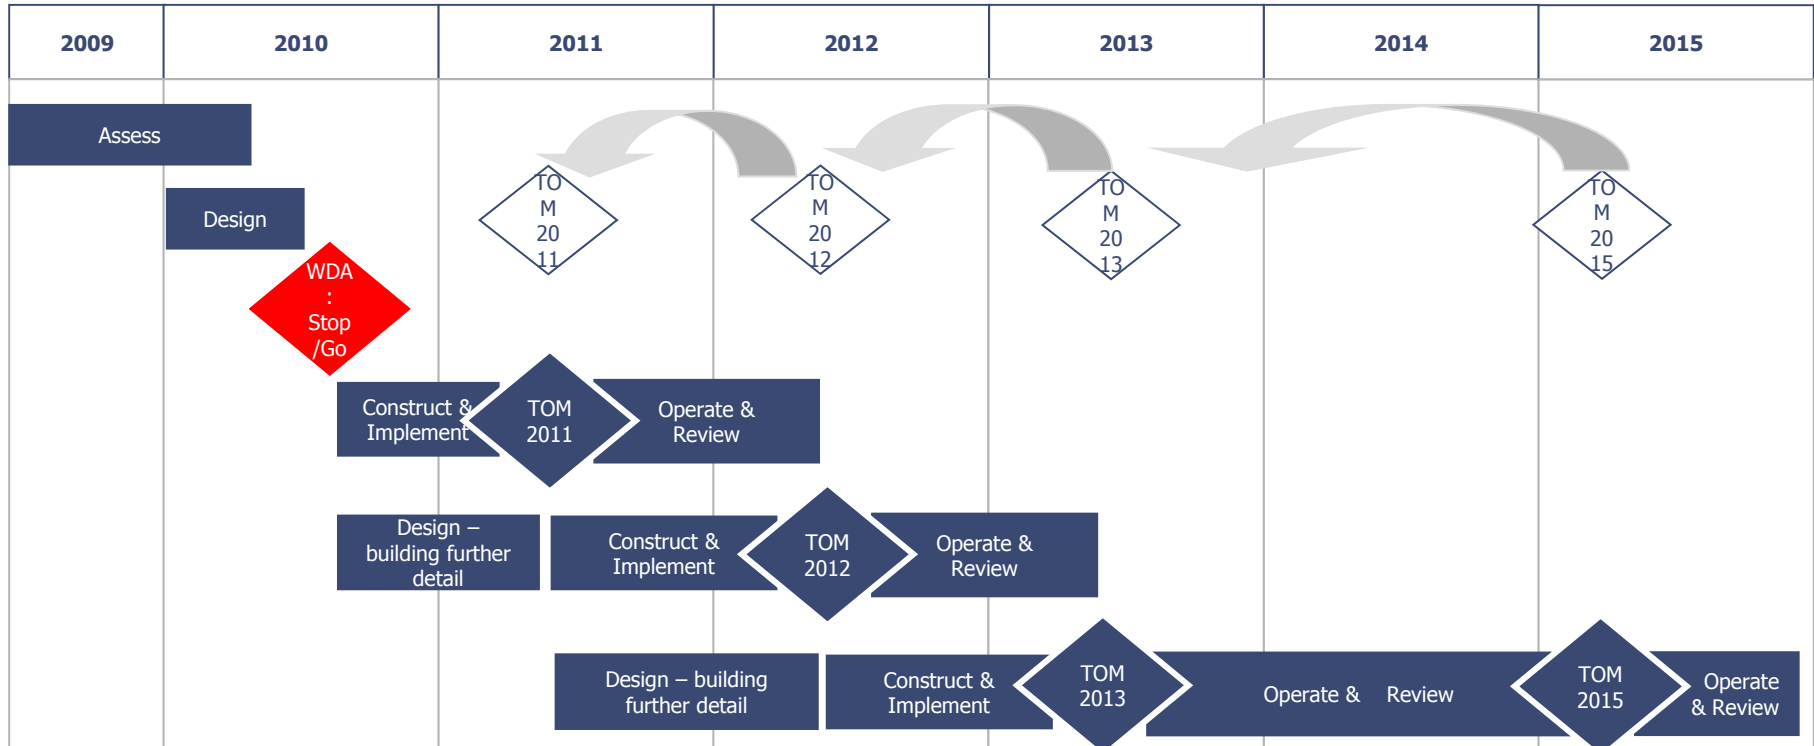 2009
2010
2011
2012
2013
2014
2015
Assess
Design
TO
M
20
11
TO
M
20
12
TO
M
20
13
TO
M
20
15
WDA
:
Stop
/Go
Construct &
Implement
TOM
2011
Operate &
Review
Design –
building further
detail
Construct &
Implement
TOM
2012
Operate &
Review
Design – building
further detail
Construct &
Implement
TOM
2013
Operate & Review
TOM
2015
Operate
& Review